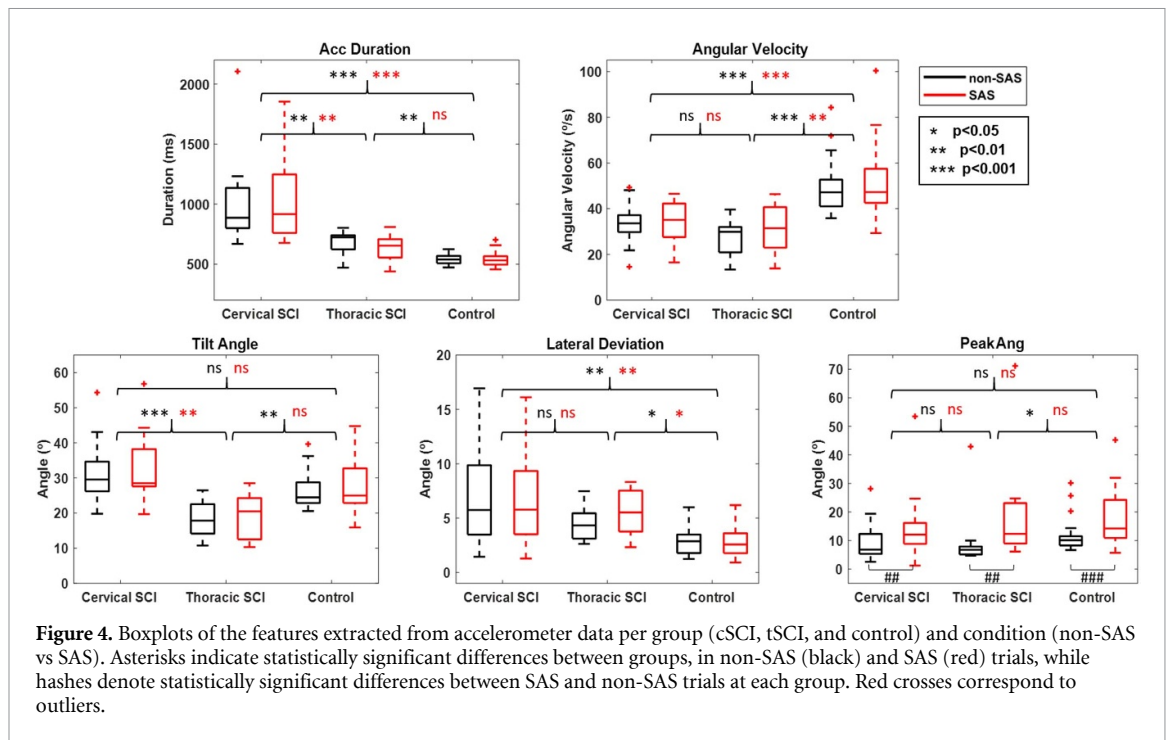 Acc Duration
*** ***
** **
** ns
Duration (ms)
2000
1500
1000
500
Cervical SCI Thoracic SCI Control
Angular Velocity
*** ***
ns ns
*** **
Angular Velocity (º/s)
100
80
60
40
20
0
Cervical SCI Thoracic SCI Control
non-SAS
SAS
* p<0.05
** p<0.01
*** p<0.001
Tilt Angle
ns ns
*** **
** ns
Angle (º)
60
50
40
30
20
10
0
Cervical SCI Thoracic SCI Control
Lateral Deviation
** **
ns ns
* *
Angle (º)
20
15
10
5
0
Cervical SCI Thoracic SCI Control
PeakAng
ns ns
ns ns
* ns
Angle (º)
70
60
50
40
30
20
10
0
## ## ###
Cervical SCI Thoracic SCI Control
Figure 4. Boxplots of the features extracted from accelerometer data per group (cSCI, tSCI, and control) and condition (non-SAS
vs SAS). Asterisks indicate statistically significant differences between groups, in non-SAS (black) and SAS (red) trials, while
hashes denote statistically significant differences between SAS and non-SAS trials at each group. Red crosses correspond to
outliers.